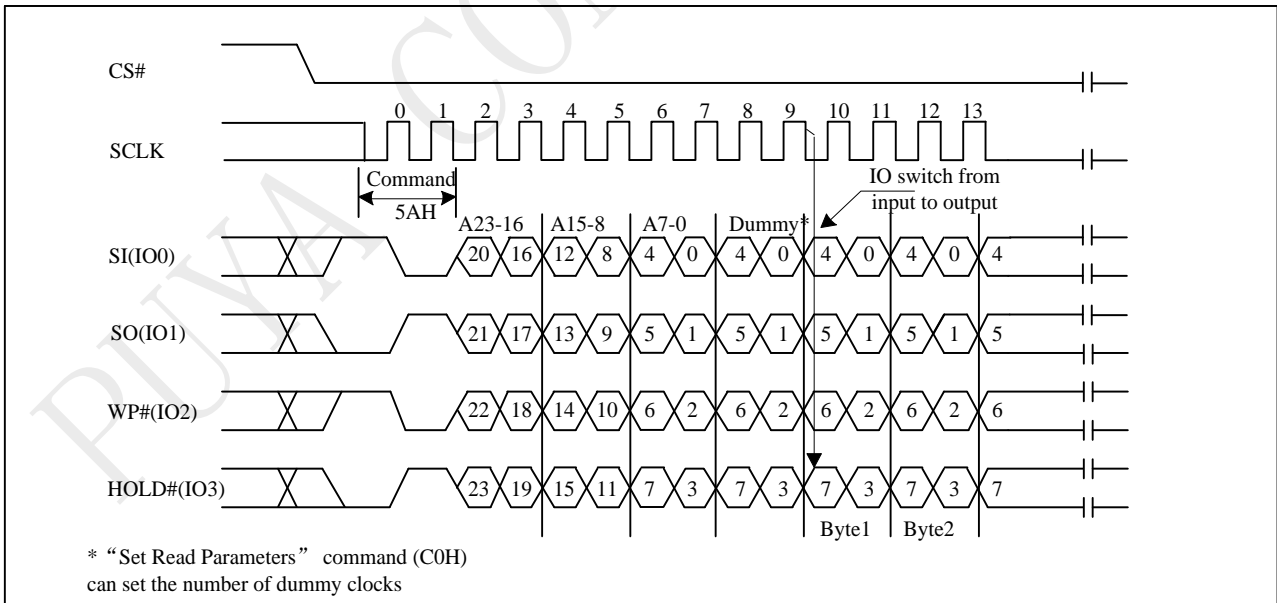 PUYA CON
CS#
0 1 2 3 4 5 6 7 8 9 10 11 12 13
SCLK
Command
5AH
IO switch from
input to output
A23-16 A15-8 A7-0 Dummy*
SI(IO0) 20 16 12 8 4 0 4 0 4 0 4 0 4
SO(IO1) 21 17 13 9 5 1 5 1 5 1 5 1 5
WP#(IO2) 22 18 14 10 6 2 6 2 6 2 6 2 6
HOLD#(IO3) 23 19 15 11 7 3 7 3 7 3 7 3 7
Byte1 Byte2
* “Set Read Parameters” command (C0H)
can set the number of dummy clocks